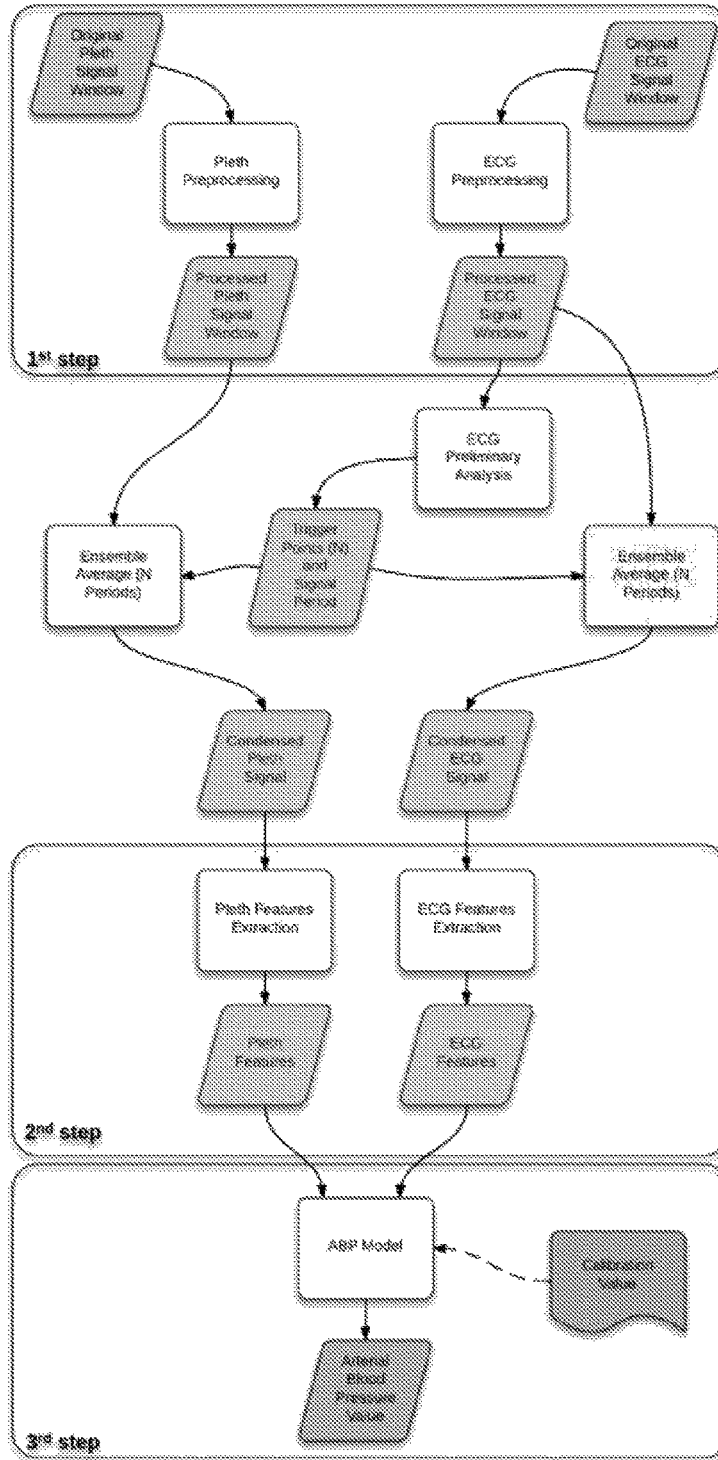 Original
Pleth
Signal
Window
Original
ECG
Signal
Window
Pleth
Preprocessing
ECG
Preprocessing
Processed
Pleth
Signal
Window
Processed
ECG
Signal
Window
1st step
ECG
Preliminary
Analysis
Trigger
Points (N)
and
Signal
Period
Ensemble
Average (N
Periods)
Ensemble
Average (N
Periods)
Condensed
Pleth
Signal
Condensed
ECG
Signal
Pleth Features
Extraction
ECG Features
Extraction
Pleth
Features
ECG
Features
2nd step
ABP Model
Calibration
Value
Arterial
Blood
Pressure
Value
3rd step